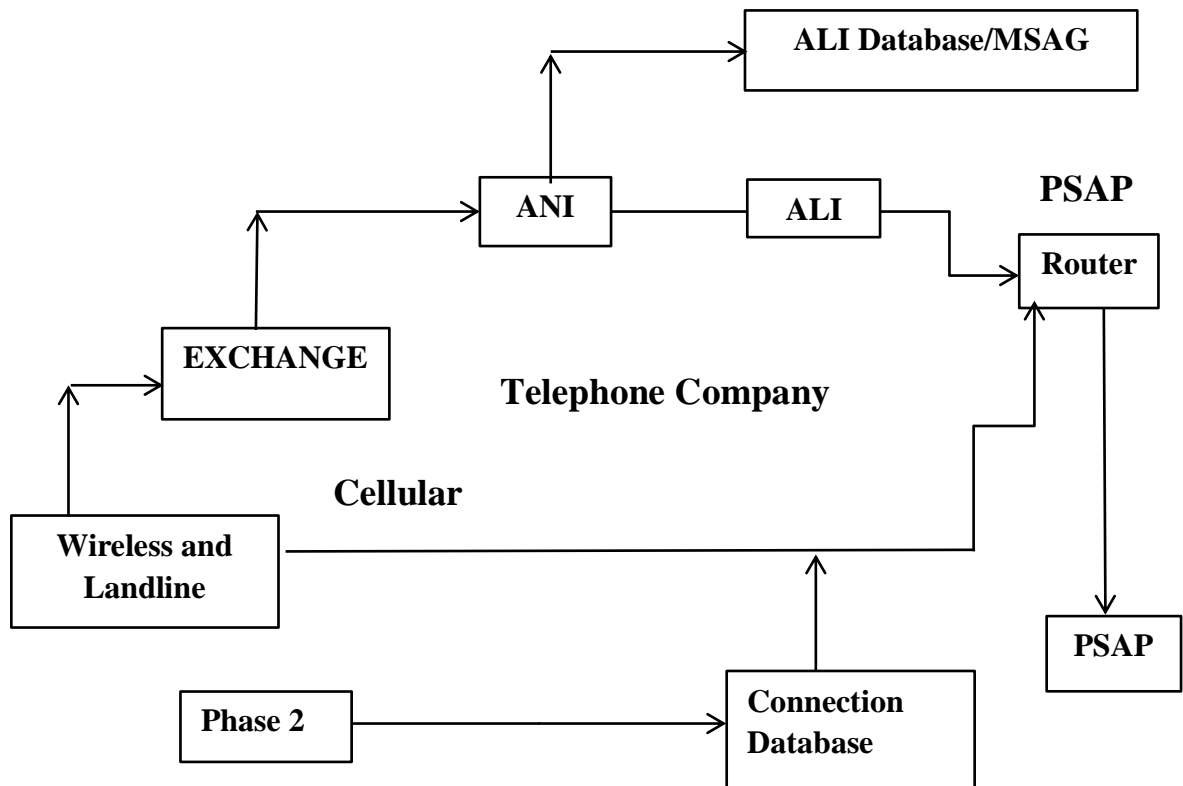 ALI Database/MSAG
PSAP
ANI
ALI
Router
EXCHANGE
Telephone Company
Cellular
Wireless and
Landline
PSAP
Phase 2
Connection
Database